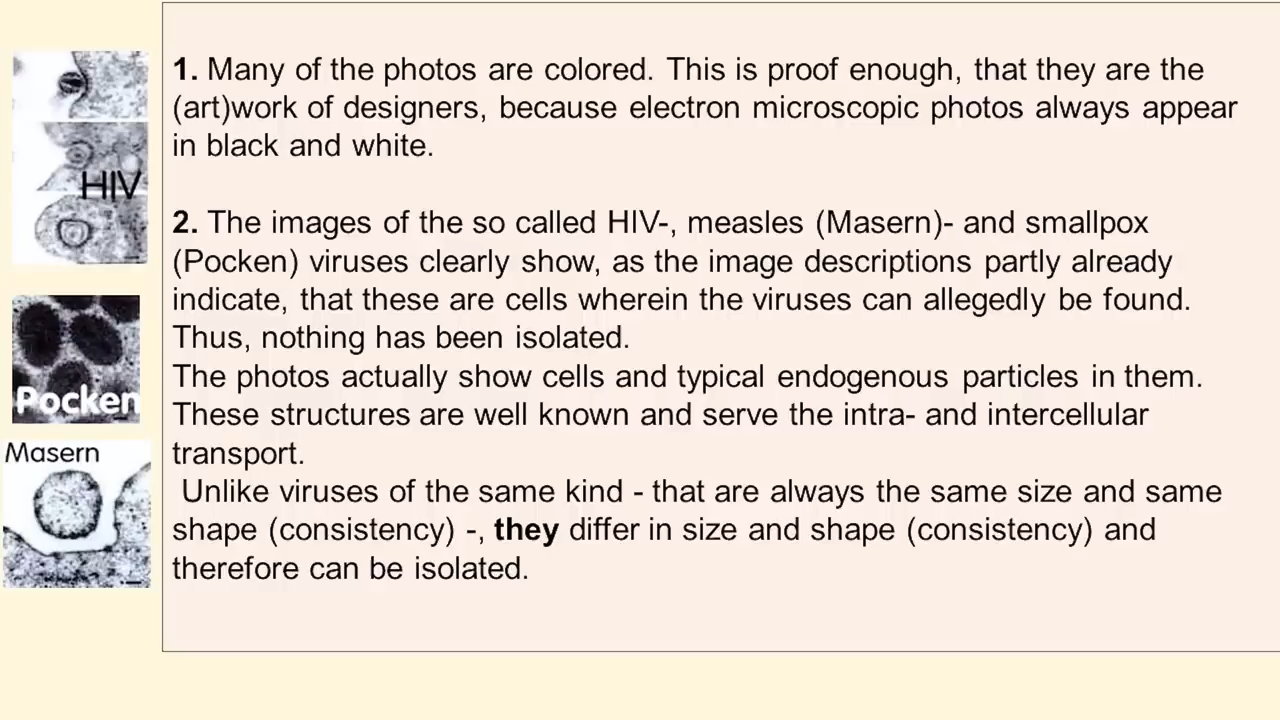 1. Many of the photos are colored. This is proof enough, that they are the
(art)work of designers, because electron microscopic photos always appear
in black and white.
2. The images of the so called HIV-, measles (Masern)- and smallpox
(Pocken) viruses clearly show, as the image descriptions partly already
indicate, that these are cells wherein the viruses can allegedly be found.
Thus, nothing has been isolated.
The photos actually show cells and typical endogenous particles in them.
These structures are well known and serve the intra- and intercellular
transport.
Unlike viruses of the same kind - that are always the same size and same
shape (consistency) -, they differ in size and shape (consistency) and
therefore can be isolated.
HIV
Pocken
Masern